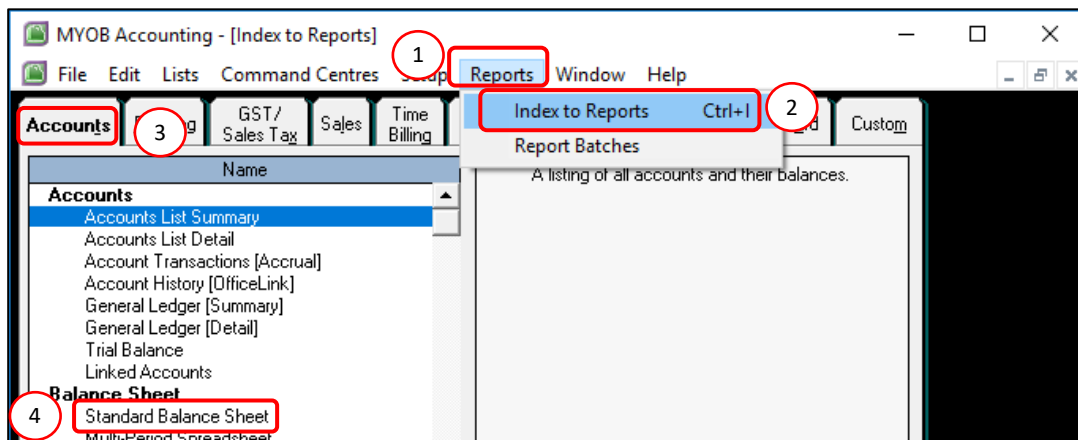 MYOB Accounting - [Index to Reports]
1
File Edit Lists Command Centres Setup Reports Window Help
Index to Reports Ctrl+I
2
Report Batches
Accounts
3
GST/
Sales Tax
Sales
Time
Billing
Custom
Name
A listing of all accounts and their balances.
Accounts
Accounts List Summary
Accounts List Detail
Account Transactions [Accrual]
Account History [OfficeLink]
General Ledger [Summary]
General Ledger [Detail]
Trial Balance
Linked Accounts
Balance Sheet
4
Standard Balance Sheet
Multi-Period Spreadsheet